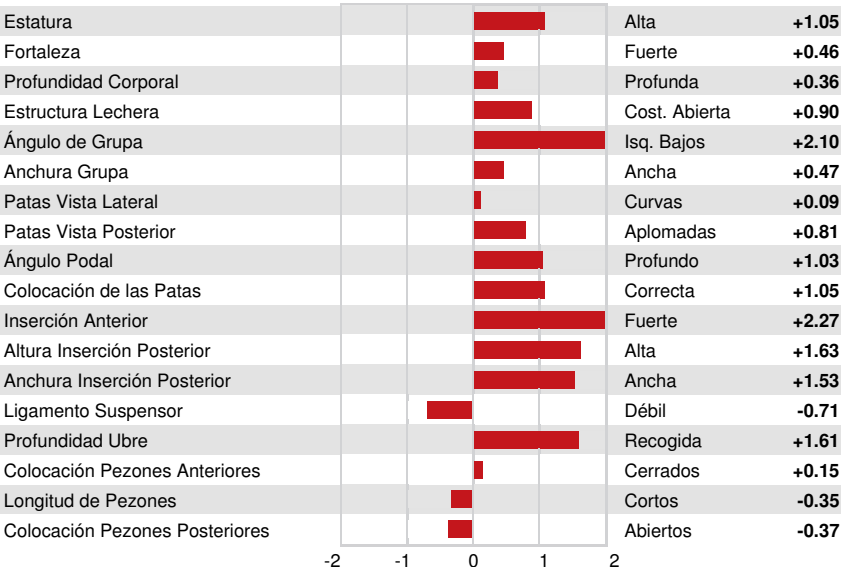 Estatura Alta +1.05
Fortaleza Fuerte +0.46
Profundidad Corporal Profunda +0.36
Estructura Lechera Cost. Abierta +0.90
Ángulo de Grupa Isq. Bajos +2.10
Anchura Grupa Ancha +0.47
Patas Vista Lateral Curvas +0.09
Patas Vista Posterior Aplomadas +0.81
Ángulo Podal Profundo +1.03
Colocación de las Patas Correcta +1.05
Inserción Anterior Fuerte +2.27
Altura Inserción Posterior Alta +1.63
Anchura Inserción Posterior Ancha +1.53
Ligamento Suspensor Débil -0.71
Profundidad Ubre Recogida +1.61
Colocación Pezones Anteriores Cerrados +0.15
Longitud de Pezones Cortos -0.35
Colocación Pezones Posteriores Abiertos -0.37
-2 -1 0 1 2